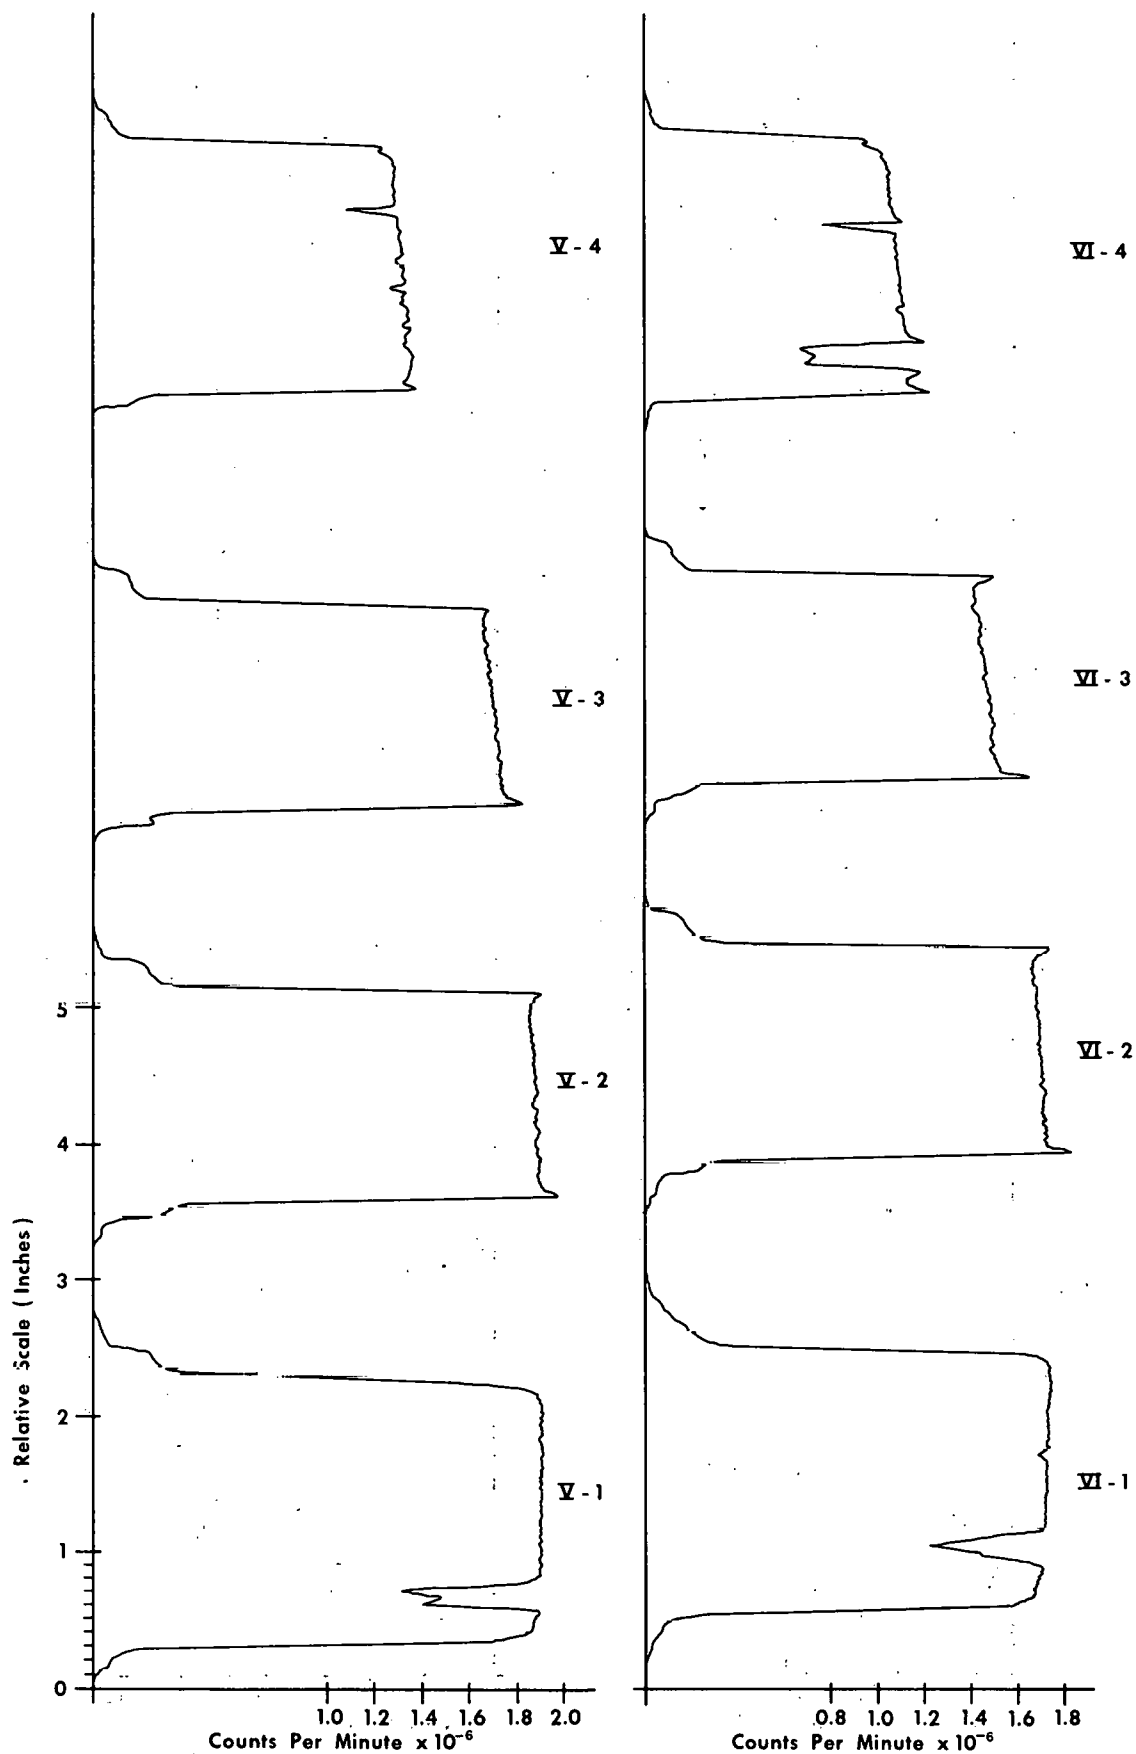 V - 4
VI - 4
V - 3
VI - 3
5
V - 2
VI - 2
4
3
2
V - 1
VI - 1
1
0
Relative Scale ( Inches )
1.0 1.2 1.4 1.6 1.8 2.0
Counts Per Minute x 10⁻⁶
0.8 1.0 1.2 1.4 1.6 1.8
Counts Per Minute x 10⁻⁶